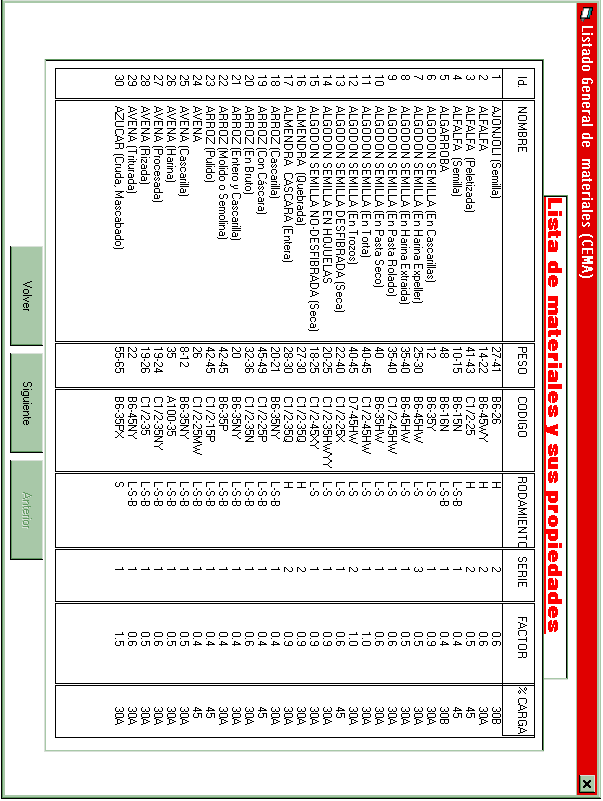 Listado General de materiales (CEMA)
Lista de materiales y sus propiedades
Id. NOMBRE PESO CODIGO RODAMIENTO SERIE FACTOR % CARGA
1 AJONJOLI (Semilla) 27-41 B6-26 H 2 0.6 30B
2 ALFALFA 14-22 B6-45WY H 2 0.6 30A
3 ALFALFA (Peletizada) 41-43 C1/2-25 H 2 0.5 45
4 ALFALFA (Semilla) 10-15 B6-15N L-S-B 1 0.4 45
5 ALGARROBA 48 B6-16N L-S-B 1 0.4 30B
6 ALGODON SEMILLA (En Cascarillas) 12 B6-35Y L-S 1 0.9 30A
7 ALGODON SEMILLA (En Harina Expeller) 25-30 B6-45HW L-S 3 0.5 30A
8 ALGODON SEMILLA (En Harina Extraida) 35-40 B6-45HW L-S 1 0.5 30A
9 ALGODON SEMILLA (En Pasta Rolado) 35-40 C1/2-45HW L-S 1 0.6 30A
10 ALGODON SEMILLA (En Pasta Seco) 40 B6-35HW L-S 1 0.6 30A
11 ALGODON SEMILLA (En Torta) 40-45 C1/2-45HW L-S 1 1.0 30A
12 ALGODON SEMILLA (En Trozos) 40-45 D7-45HW L-S 2 1.0 30A
13 ALGODON SEMILLA DESFIBRADA (Seca) 22-40 C1/2-25X L-S 1 0.6 45
14 ALGODON SEMILLA EN HOJUELAS 20-25 C1/2-35HWYY L-S 1 0.9 30A
15 ALGODON SEMILLA NO-DESFIBRADA (Seca) 18-25 C1/2-45XY L-S 1 0.9 30A
16 ALMENDRA (Quebrada) 27-30 C1/2-35Q H 2 0.9 30A
17 ALMENDRA CASCARA (Entera) 28-30 C1/2-35Q H 2 0.9 30A
18 ARROZ (Cascarilla) 20-21 B6-35NY L-S-B 1 0.4 30A
19 ARROZ (Con Cáscara) 45-49 C1/2-25P L-S-B 1 0.4 45
20 ARROZ (En Bruto) 32-36 C1/2-35N L-S-B 1 0.6 30A
21 ARROZ (Entero y Cascarilla) 20 B6-35NY L-S-B 1 0.4 30A
22 ARROZ (Molido o Semolina) 42-45 B6-35P L-S-B 1 0.4 30A
23 ARROZ (Pulido) 42-45 C1/2-15P L-S-B 1 0.4 45
24 AVENA 26 C1/2-25MW L-S-B 1 0.4 45
25 AVENA (Cascarilla) 8-12 B6-35NY L-S-B 1 0.5 30A
26 AVENA (Harina) 35 A100-35 L-S-B 1 0.5 30A
27 AVENA (Procesada) 19-24 C1/2-35NY L-S-B 1 0.6 30A
28 AVENA (Rizada) 19-26 C1/2-35 L-S-B 1 0.5 30A
29 AVENA (Triturada) 22 B6-45NY L-S-B 1 0.6 30A
30 AZUCAR (Cruda, Mascabado) 55-65 B6-35PX S 1 1.5 30A
Volver
Siguiente
Anterior